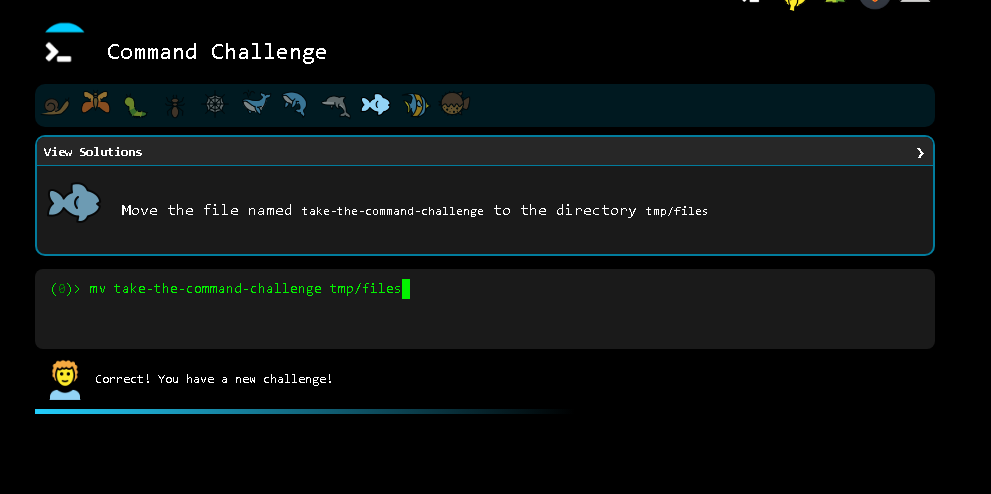 Command Challenge
View Solutions
Move the file named take-the-command-challenge to the directory tmp/files
(0)> mv take-the-command-challenge tmp/files
Correct! You have a new challenge!